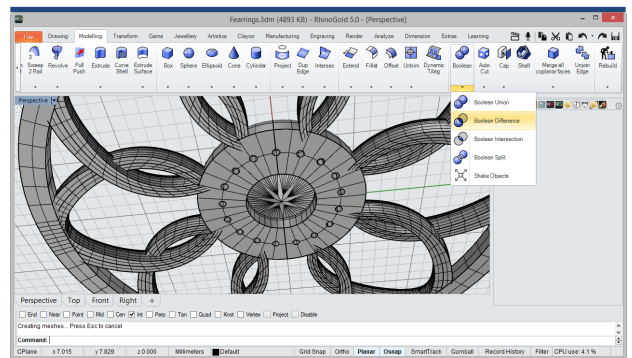 Fearrings.3dm (4893 KB) - RhinoGold 5.0 - [Perspective]
File Drawing Modelling Transform Gems Jewellery Artistics Clayoo Manufacturing Engraving Render Analyze Dimension Extras Learning
Sweep 2 Rail Revolve Pull Push Extrude Curve Shell Extrude Surface Box Sphere Ellipsoid Cone Cylinder Project Dup Edge Intersec Extend Fillet Offset Untrim Dynamic Tiling Boolean Auto Cut Cap Shell Merge all coplanar faces Unjoin Edge Rebuild
Perspective
Boolean Union
Boolean Difference
Boolean Intersection
Boolean Split
Shake Objects
Perspective Top Front Right
End Near Point Mid Cen Int Perp Tan Quad Knot Vertex Project Disable
Creating meshes... Press Esc to cancel
Command:
CPlane x 7.015 y 7.829 z 0.000 Millimeters Default Grid Snap Ortho Planar Osnap SmartTrack Gumball Record History Filter CPU use: 4.1 %